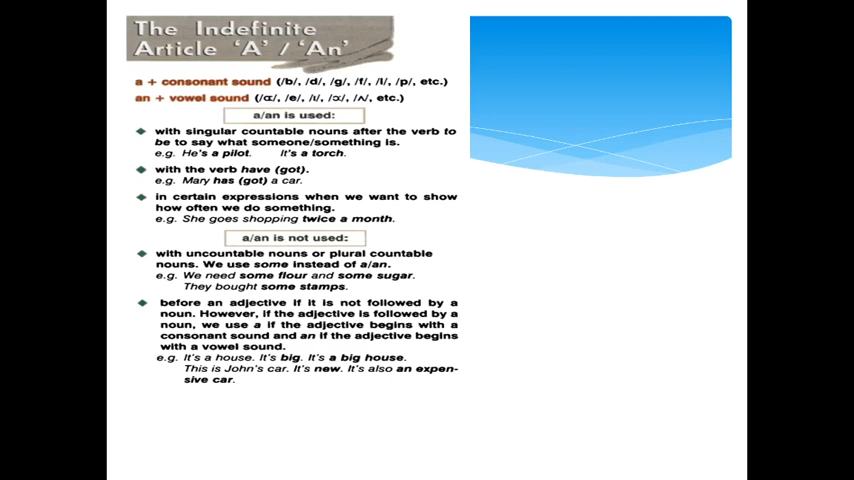 The Indefinite
Article 'A' / 'An'
a + consonant sound (/b/, /d/, /g/, /f/, /l/, /p/, etc.)
an + vowel sound (/ɑ/, /e/, /ɪ/, /ɔ/, /ʌ/, etc.)
a/an is used:
with singular countable nouns after the verb to
be to say what someone/something is.
e.g. He's a pilot. It's a torch.
with the verb have (got).
e.g. Mary has (got) a car.
in certain expressions when we want to show
how often we do something.
e.g. She goes shopping twice a month.
a/an is not used:
with uncountable nouns or plural countable
nouns. We use some instead of a/an.
e.g. We need some flour and some sugar.
They bought some stamps.
before an adjective if it is not followed by a
noun. However, if the adjective is followed by a
noun, we use a if the adjective begins with a
consonant sound and an if the adjective begins
with a vowel sound.
e.g. It's a house. It's big. It's a big house.
This is John's car. It's new. It's also an expen-
sive car.